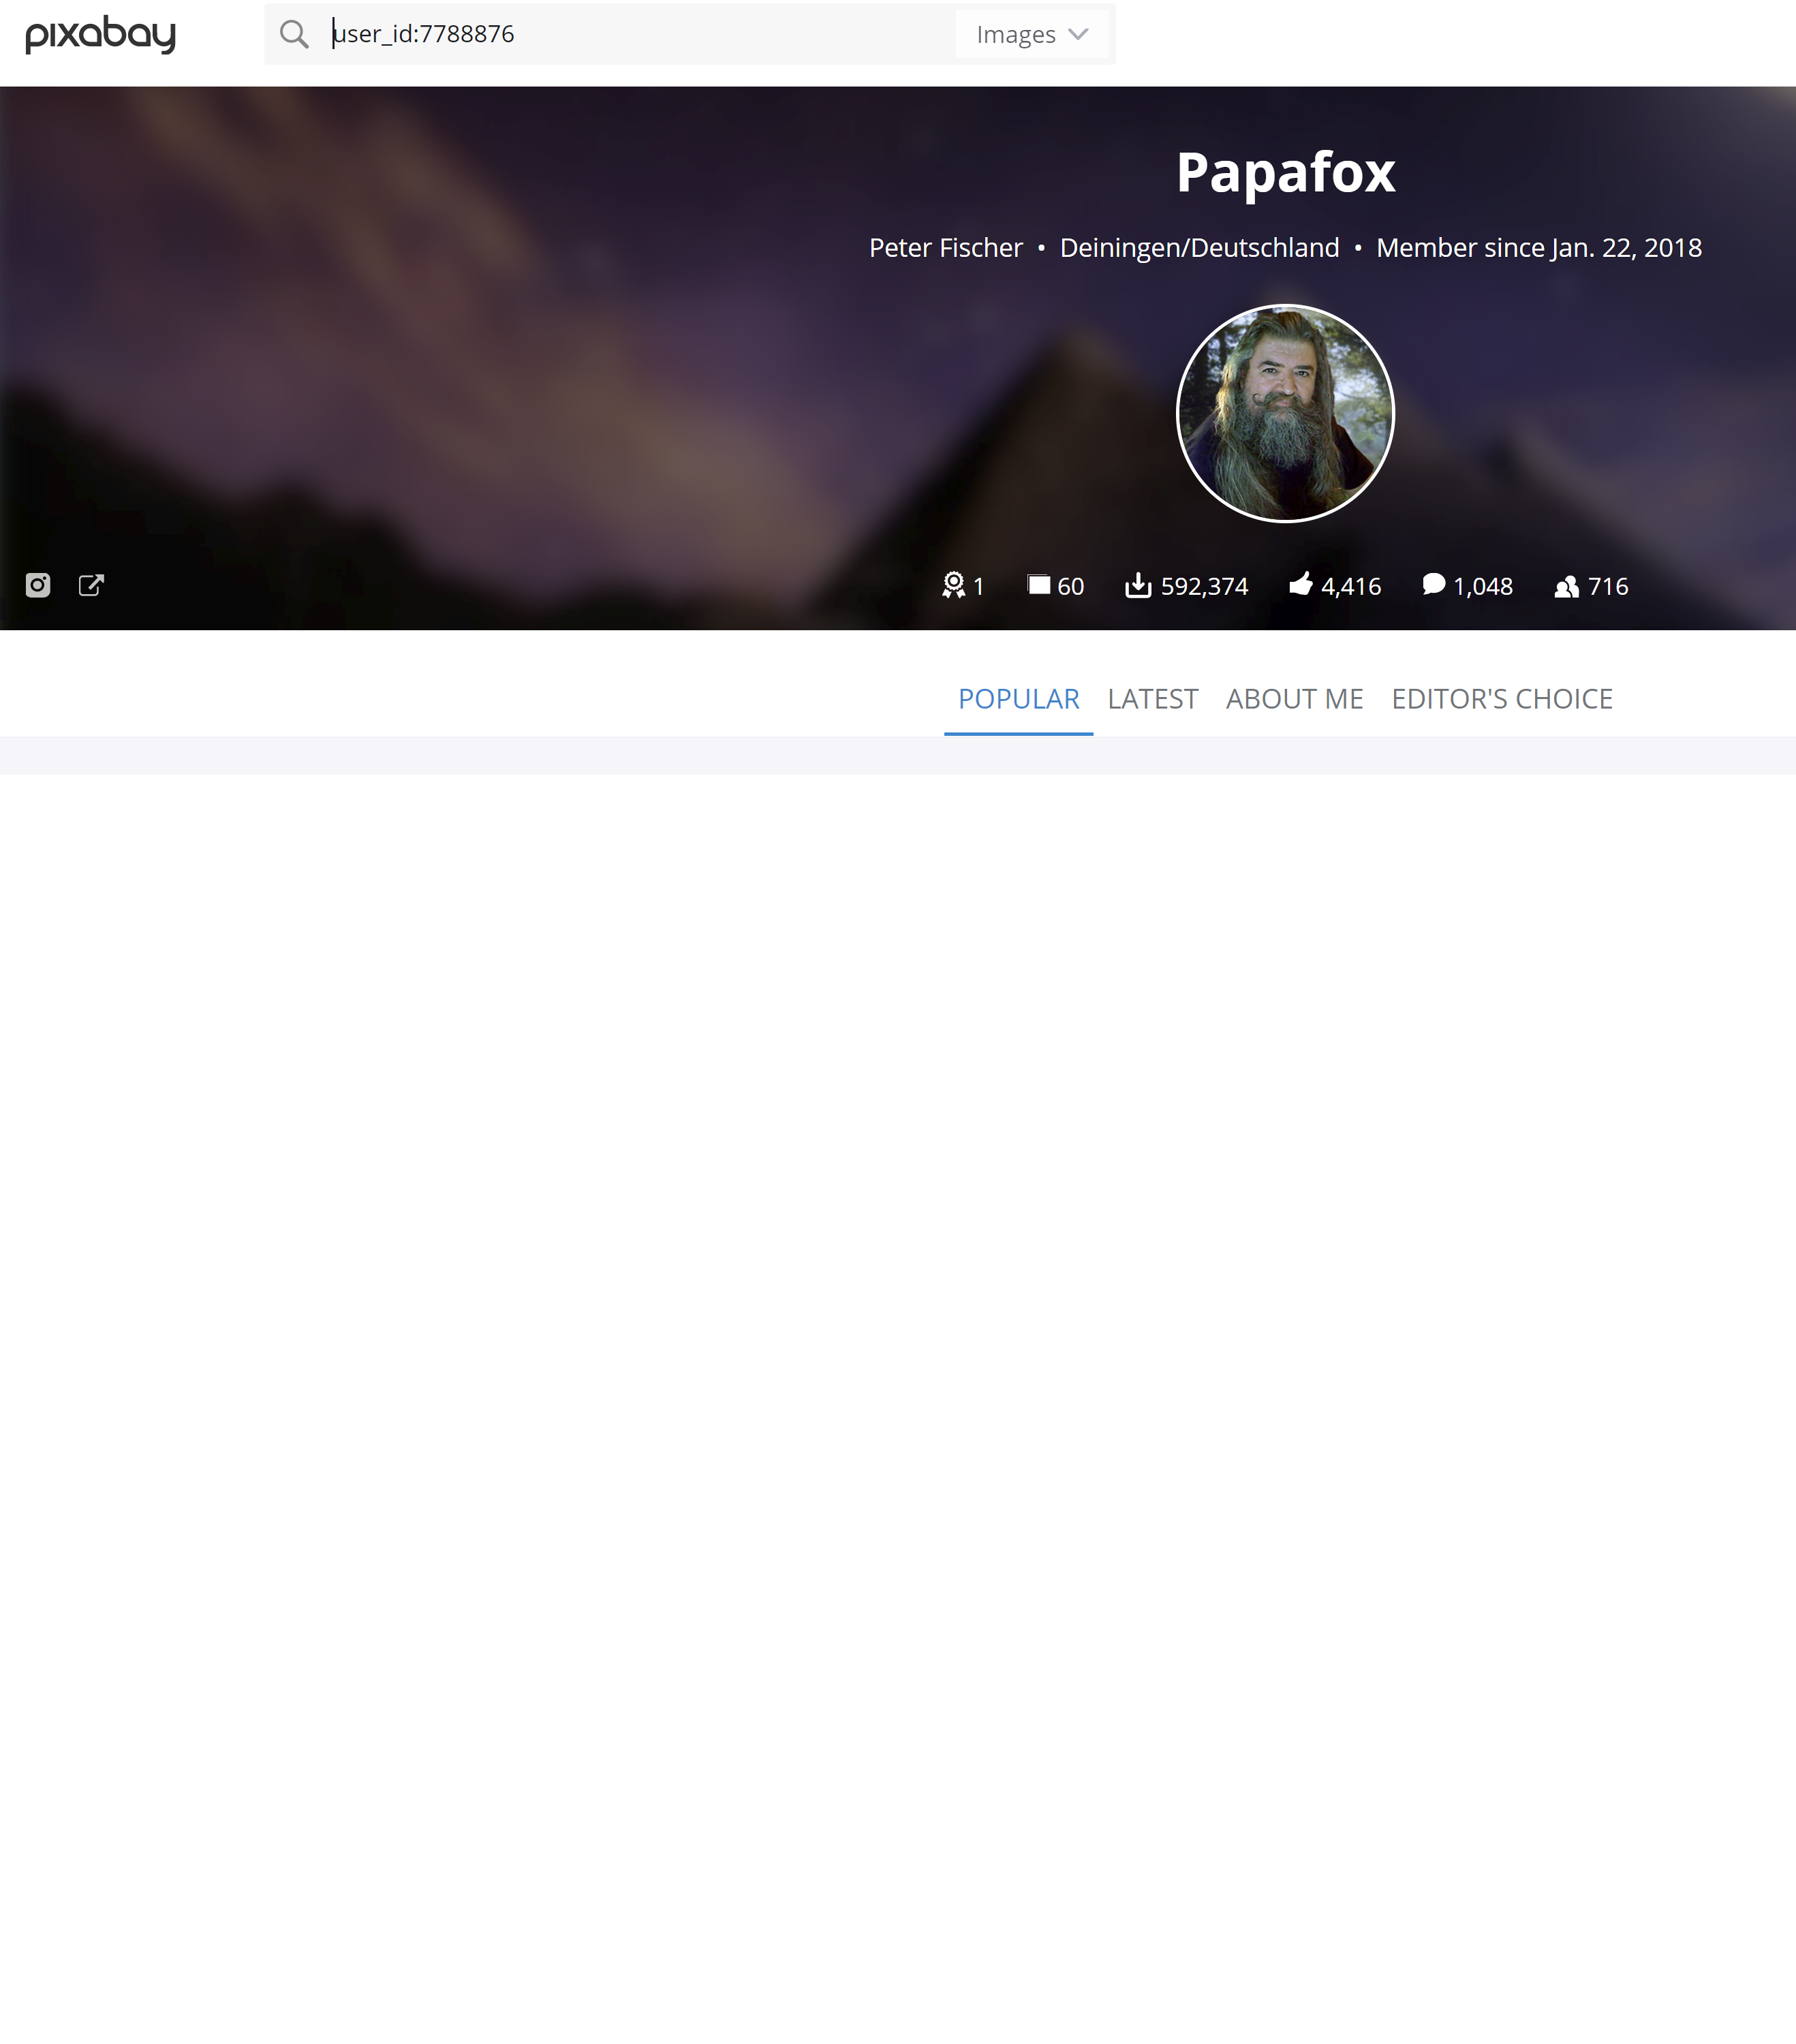 pixabay
user_id:7788876
Images
Papafox
Peter Fischer • Deiningen/Deutschland • Member since Jan. 22, 2018
1 60 592,374 4,416 1,048 716
POPULAR LATEST ABOUT ME EDITOR'S CHOICE